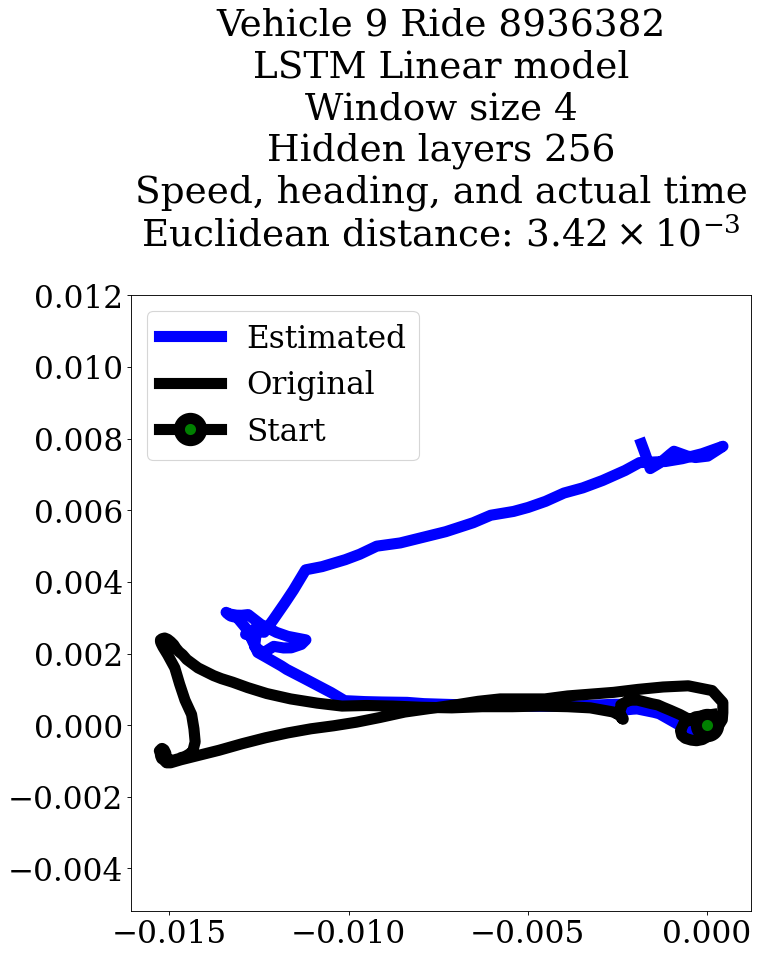 Vehicle 9 Ride 8936382
LSTM Linear model
Window size 4
Hidden layers 256
Speed, heading, and actual time
Euclidean distance: 3.42 × 10⁻³
0.012
0.010
0.008
0.006
0.004
0.002
0.000
−0.002
−0.004
Estimated
Original
Start
−0.015
−0.010
−0.005
0.000